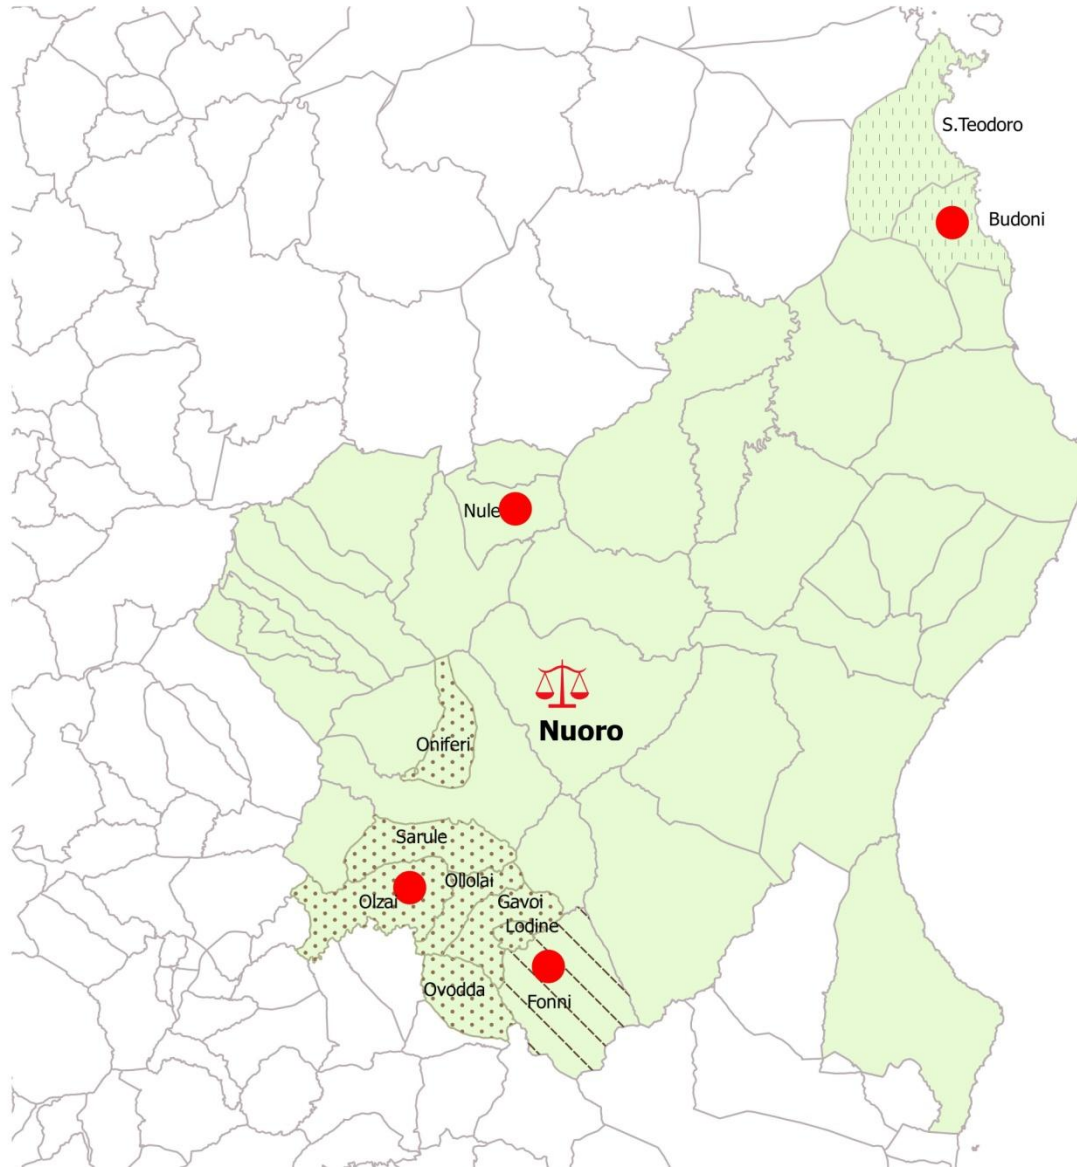 S.Teodoro
Budoni
Nule
Nuoro
Oniferi
Sarule
Ollolai
Olzai
Gavoi
Lodine
Ovodda
Fonni